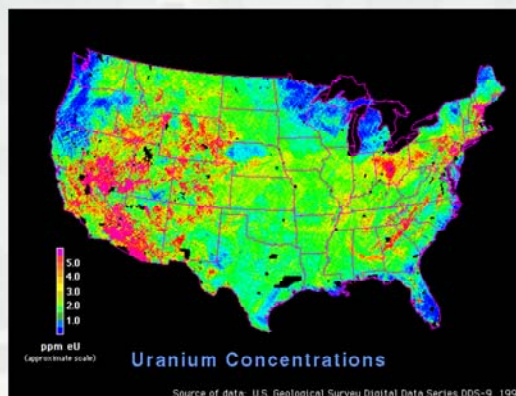 5.0
4.0
3.0
2.0
1.0
ppm eU
(approximate scale)
Uranium Concentrations
Source of data: U.S. Geological Survey Digital Data Series DDS-9, 199